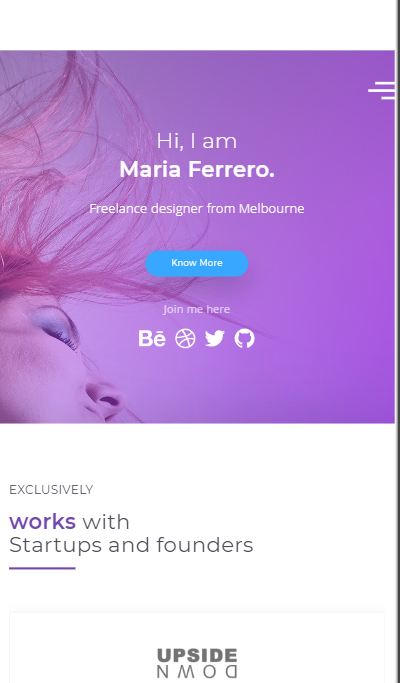 Hi, I am
Maria Ferrero.
Freelance designer from Melbourne
Know More
Join me here
Bē
EXCLUSIVELY
works with
Startups and founders
UPSIDE
DOWN